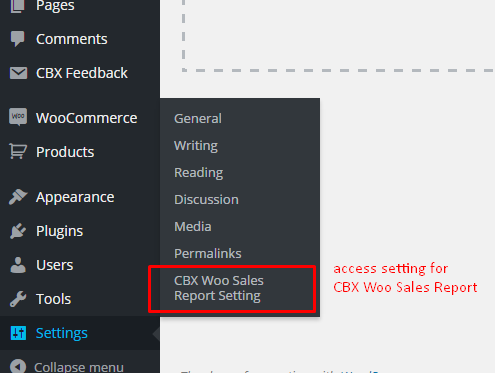 Pages
Comments
CBX Feedback
WooCommerce
Products
Appearance
Plugins
Users
Tools
Settings
Collapse menu
General
Writing
Reading
Discussion
Media
Permalinks
CBX Woo Sales
Report Setting
access setting for
CBX Woo Sales Report